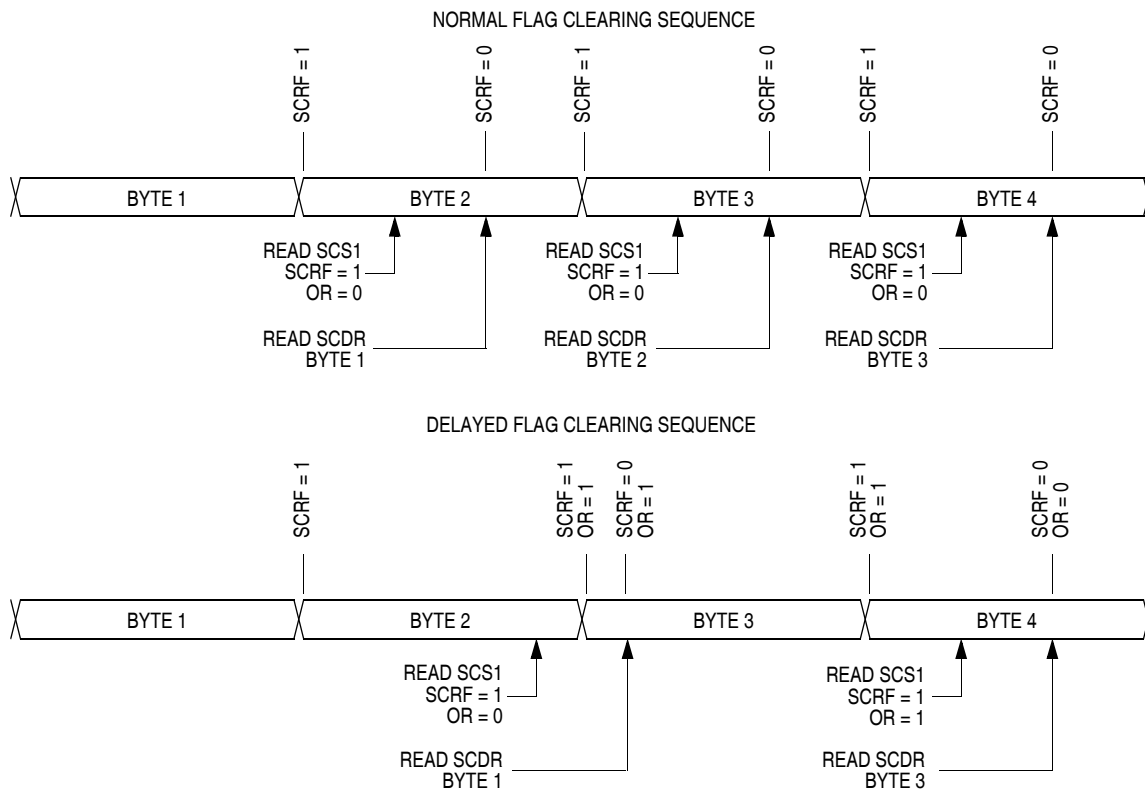 NORMAL FLAG CLEARING SEQUENCE
SCRF = 1
SCRF = 0
SCRF = 1
SCRF = 0
SCRF = 1
SCRF = 0
BYTE 1
BYTE 2
BYTE 3
BYTE 4
READ SCS1
SCRF = 1
OR = 0
READ SCS1
SCRF = 1
OR = 0
READ SCS1
SCRF = 1
OR = 0
READ SCDR
BYTE 1
READ SCDR
BYTE 2
READ SCDR
BYTE 3
DELAYED FLAG CLEARING SEQUENCE
SCRF = 1
SCRF = 1
OR = 1
SCRF = 0
OR = 1
SCRF = 1
OR = 1
SCRF = 0
OR = 0
BYTE 1
BYTE 2
BYTE 3
BYTE 4
READ SCS1
SCRF = 1
OR = 0
READ SCS1
SCRF = 1
OR = 1
READ SCDR
BYTE 1
READ SCDR
BYTE 3